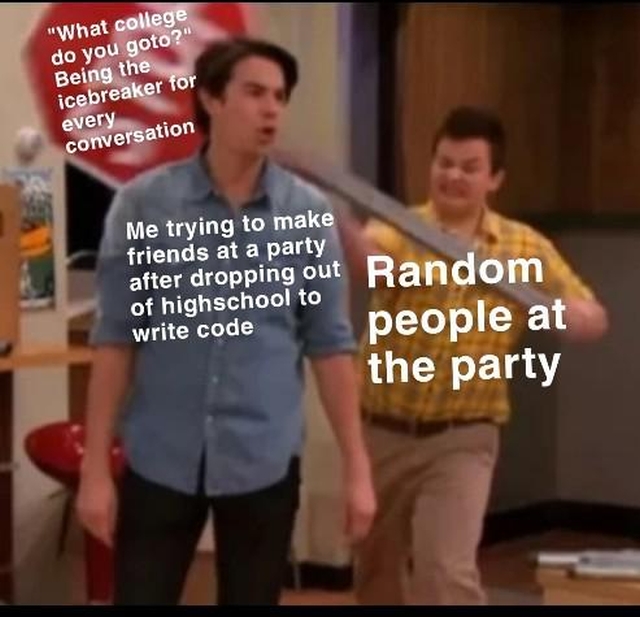 "What college
do you goto?"
Being the
icebreaker for
every
conversation
Me trying to make
friends at a party
after dropping out
of highschool to
write code
Random
people at
the party